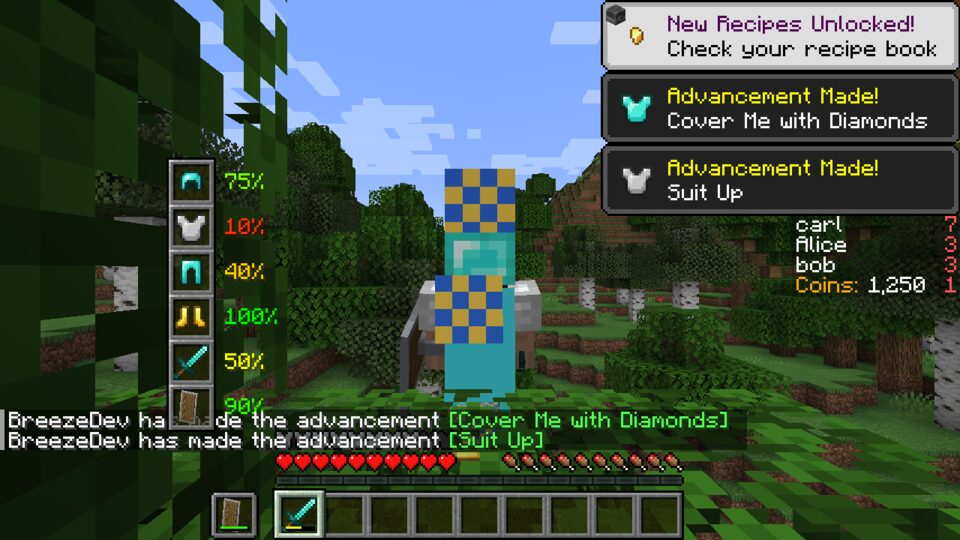 New Recipes Unlocked!
Check your recipe book
Advancement Made!
Cover Me with Diamonds
Advancement Made!
Suit Up
carl 7
Alice 3
bob 3
Coins: 1,250 1
75%
10%
40%
100%
50%
90%
BreezeDev ha de the advancement [Cover Me with Diamonds]
BreezeDev has made the advancement [Suit Up]